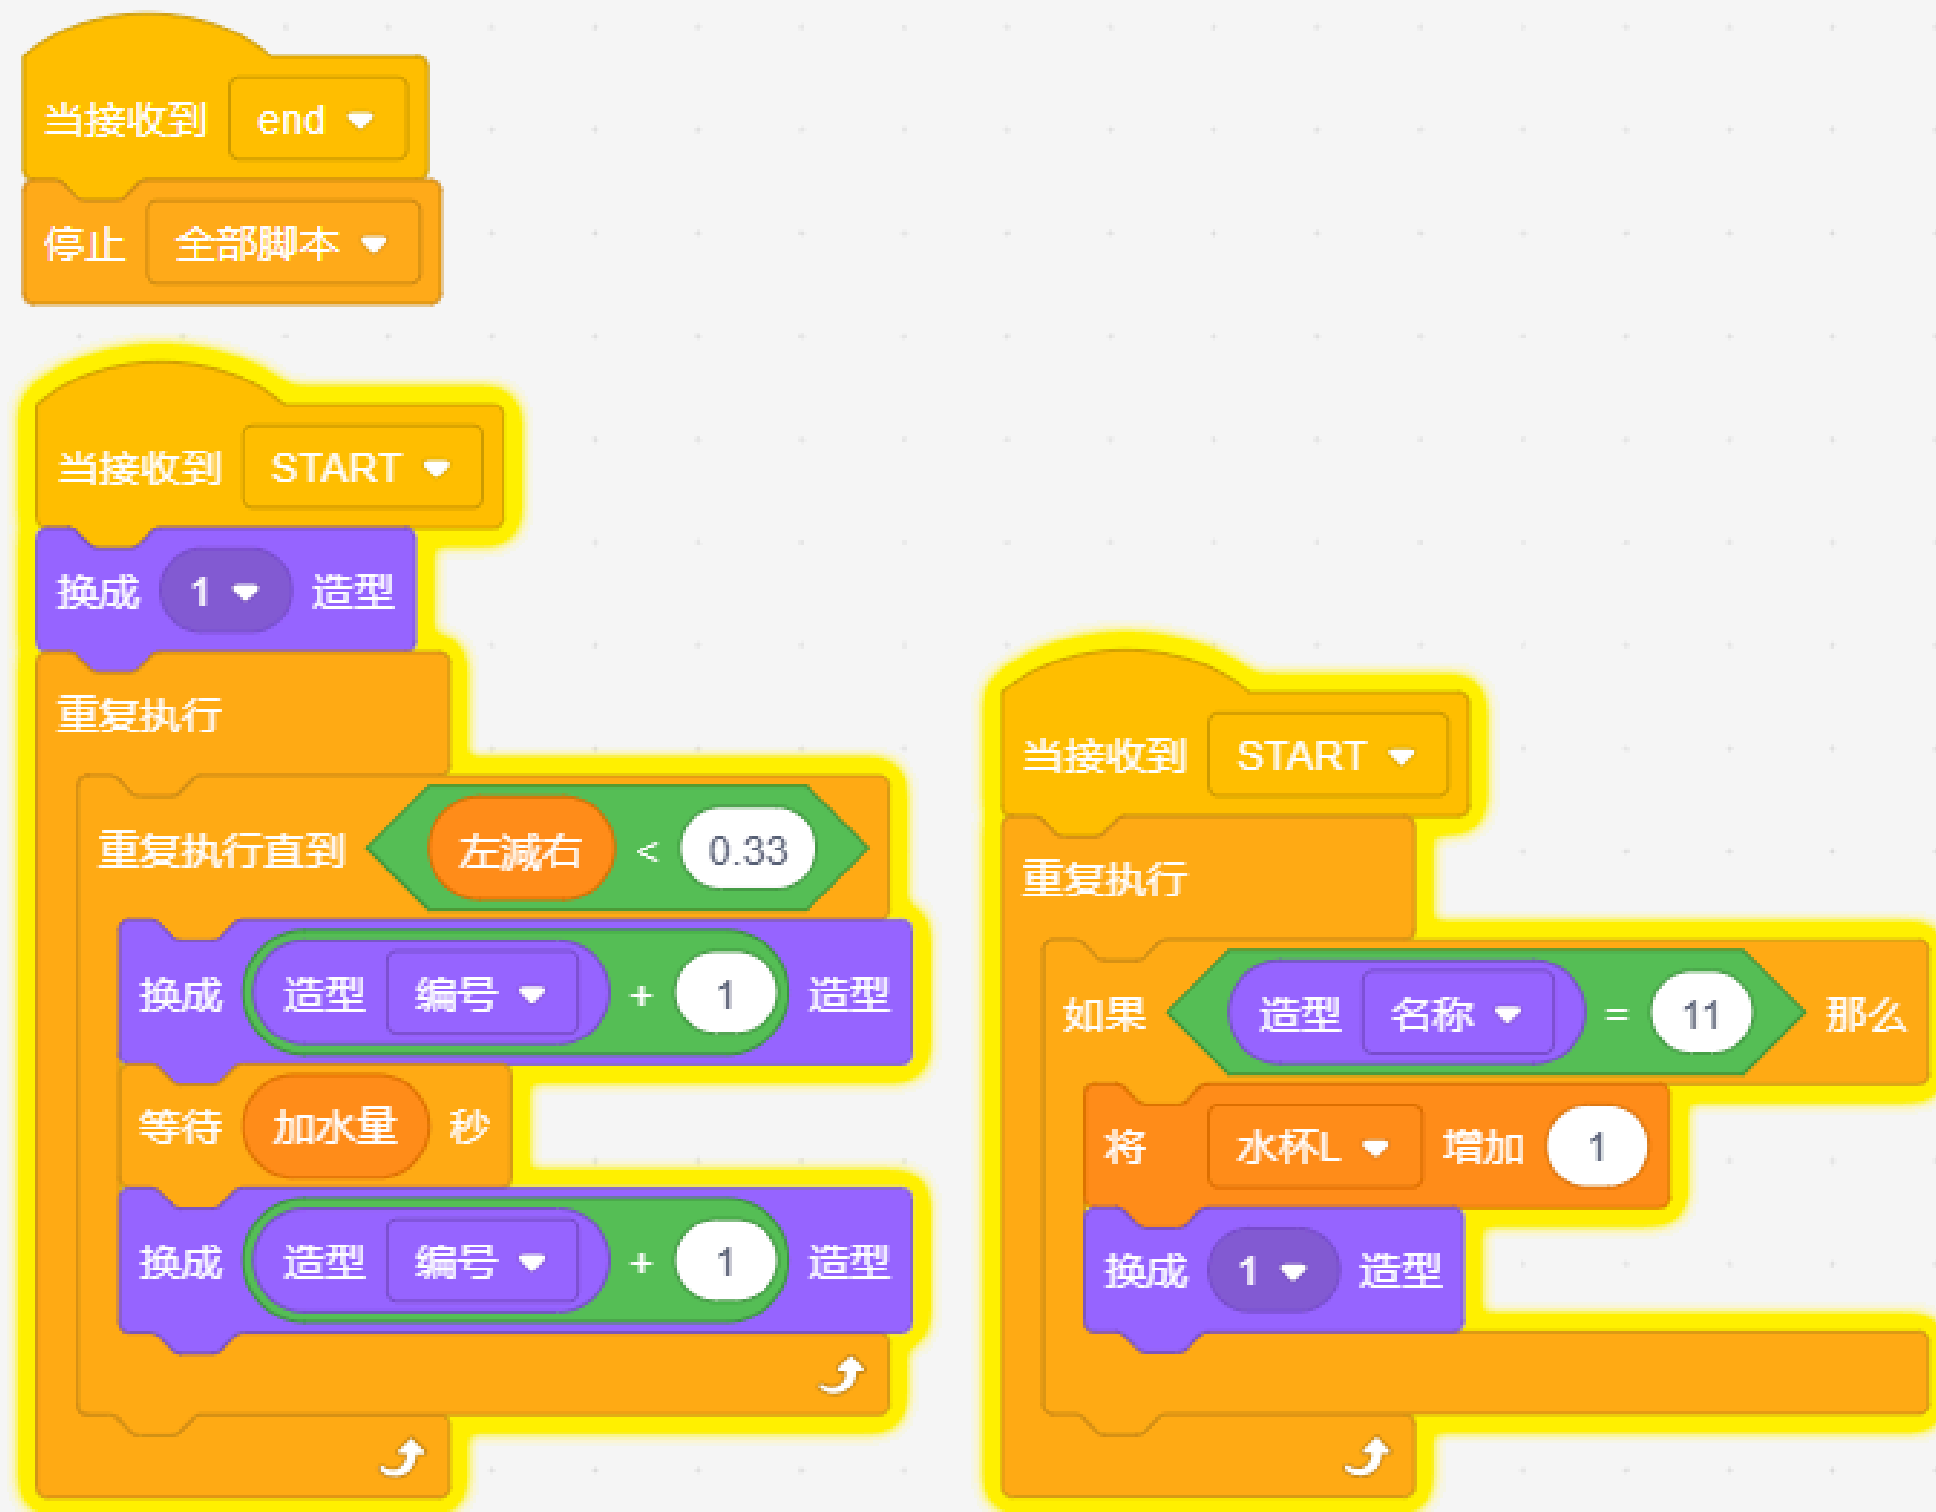 当接收到 end
停止 全部脚本
当接收到 START
换成 1 造型
重复执行
重复执行直到 左減右 < 0.33
换成 造型 编号 + 1 造型
等待 加水量 秒
换成 造型 编号 + 1 造型
当接收到 START
重复执行
如果 造型 名称 = 11 那么
将 水杯L 增加 1
换成 1 造型